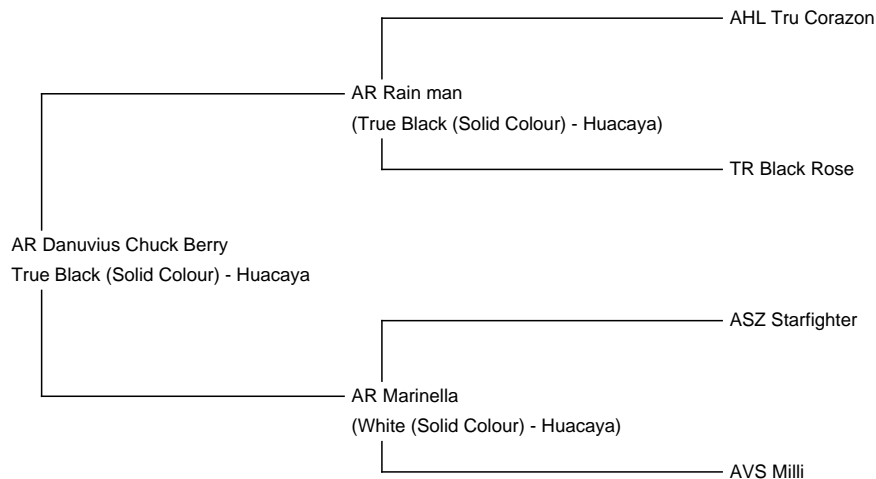 AHL Tru Corazon
AR Rain man
(True Black (Solid Colour) - Huacaya)
TR Black Rose
AR Danuvius Chuck Berry
True Black (Solid Colour) - Huacaya
ASZ Starfighter
AR Marinella
(White (Solid Colour) - Huacaya)
AVS Milli